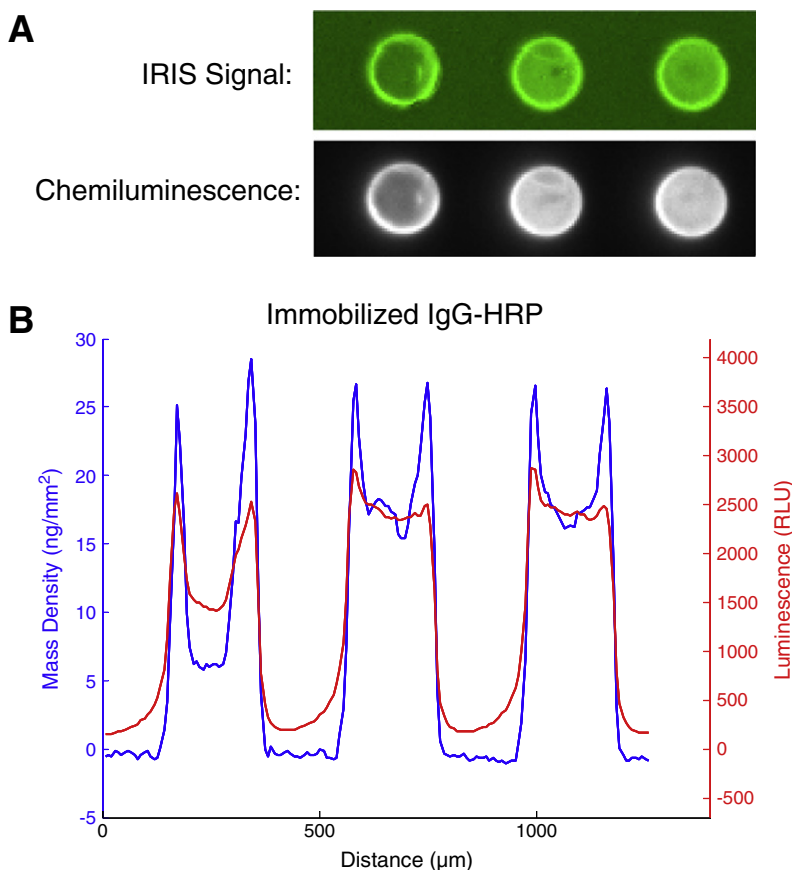 A
IRIS Signal:
Chemiluminescence:
B
Immobilized IgG-HRP
30
25
20
15
10
5
0
-5
Mass Density (ng/mm²)
4000
3500
3000
2500
2000
1500
1000
500
0
-500
Luminescence (RLU)
0
500
1000
Distance (µm)